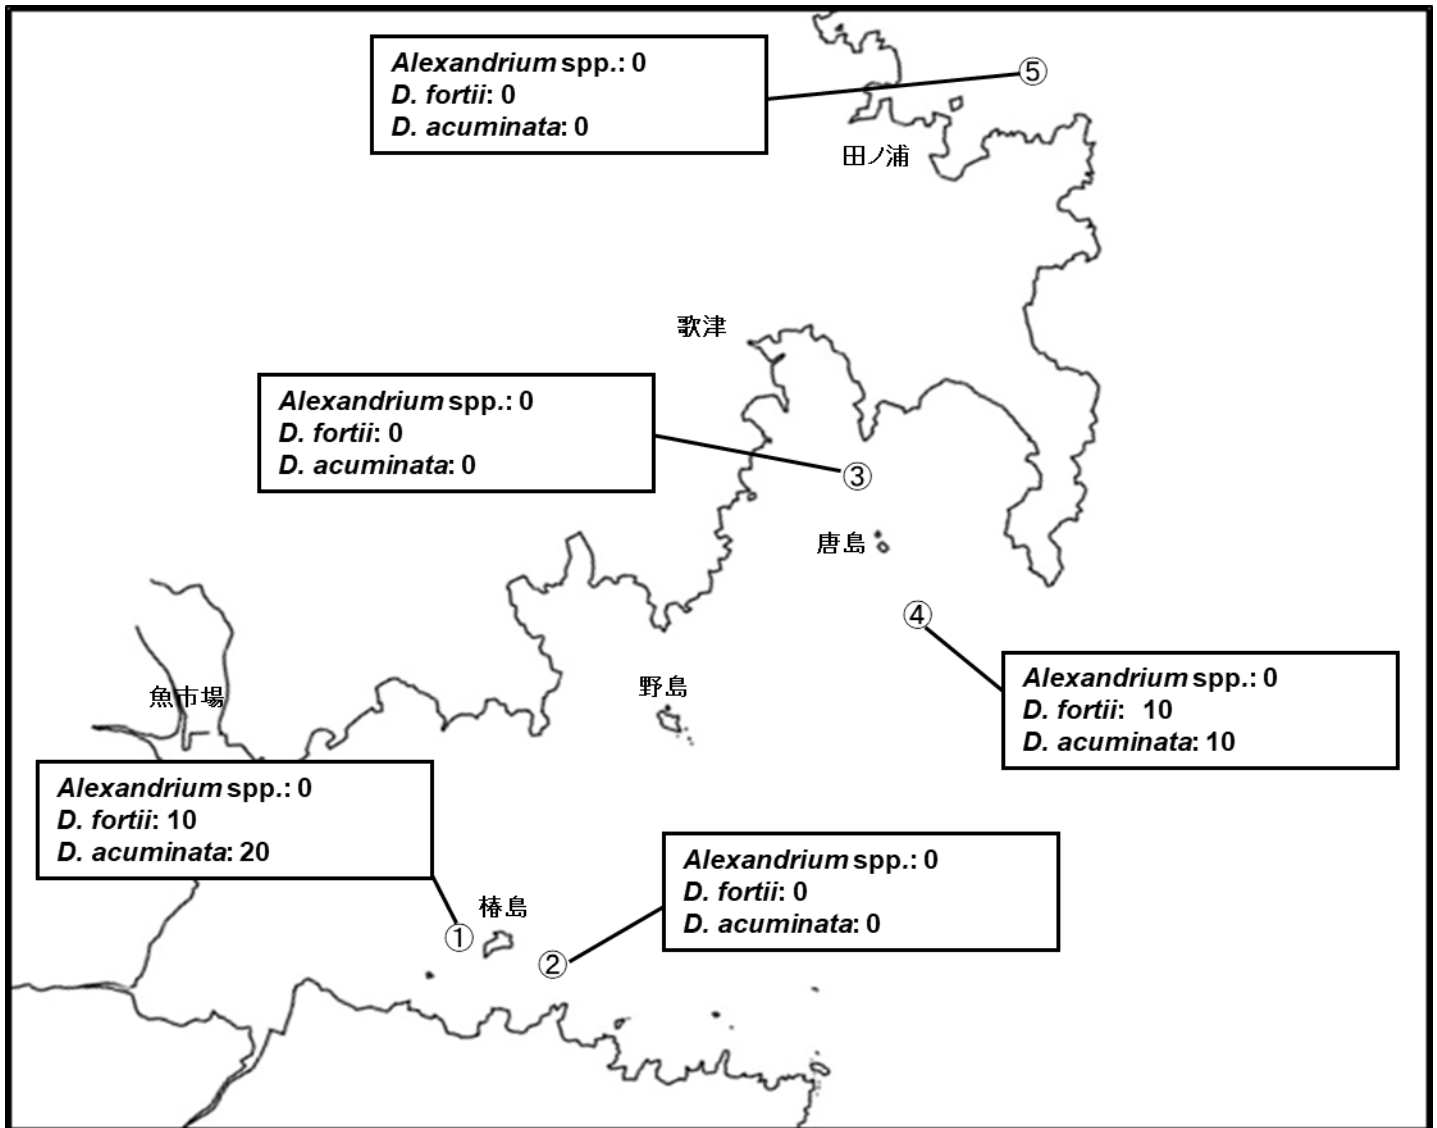 Alexandrium spp.: 0
D. fortii: 0
D. acuminata: 0
⑤
田ノ浦
歌津
Alexandrium spp.: 0
D. fortii: 0
D. acuminata: 0
③
唐島
④
Alexandrium spp.: 0
D. fortii: 10
D. acuminata: 10
野島
魚市場
Alexandrium spp.: 0
D. fortii: 10
D. acuminata: 20
椿島
①
②
Alexandrium spp.: 0
D. fortii: 0
D. acuminata: 0